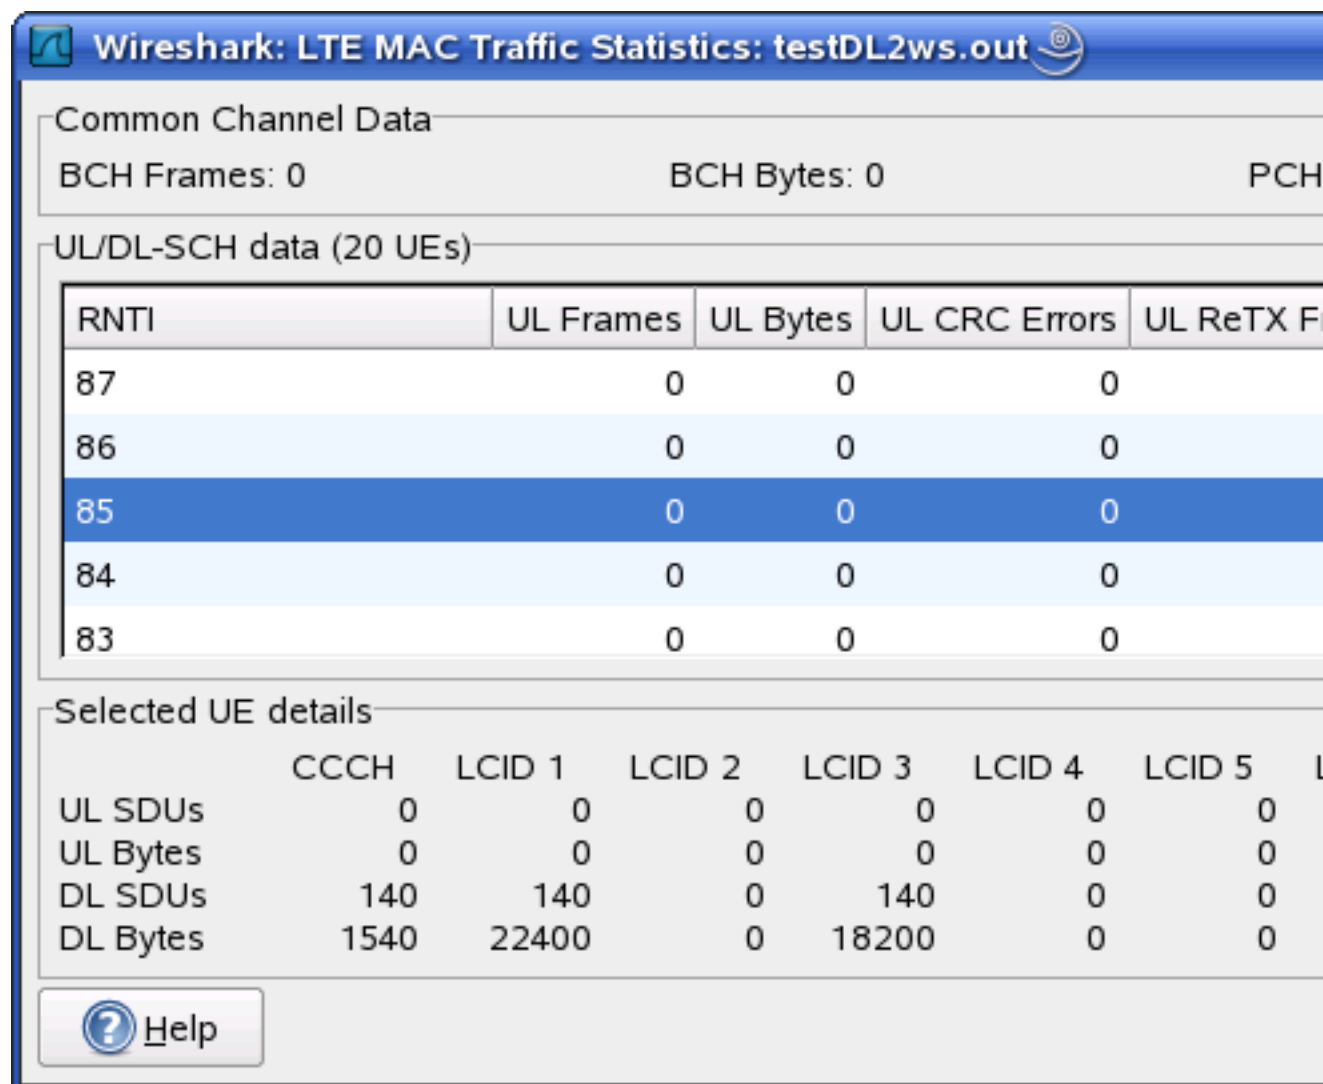 Wireshark: LTE MAC Traffic Statistics: testDL2ws.out
Common Channel Data
BCH Frames: 0 BCH Bytes: 0 PCH
UL/DL-SCH data (20 UEs)
RNTI UL Frames UL Bytes UL CRC Errors UL ReTX
87 0 0 0
86 0 0 0
85 0 0 0
84 0 0 0
83 0 0 0
Selected UE details
CCCH LCID 1 LCID 2 LCID 3 LCID 4 LCID 5
UL SDUs 0 0 0 0 0 0
UL Bytes 0 0 0 0 0 0
DL SDUs 140 140 0 140 0 0
DL Bytes 1540 22400 0 18200 0 0
Help